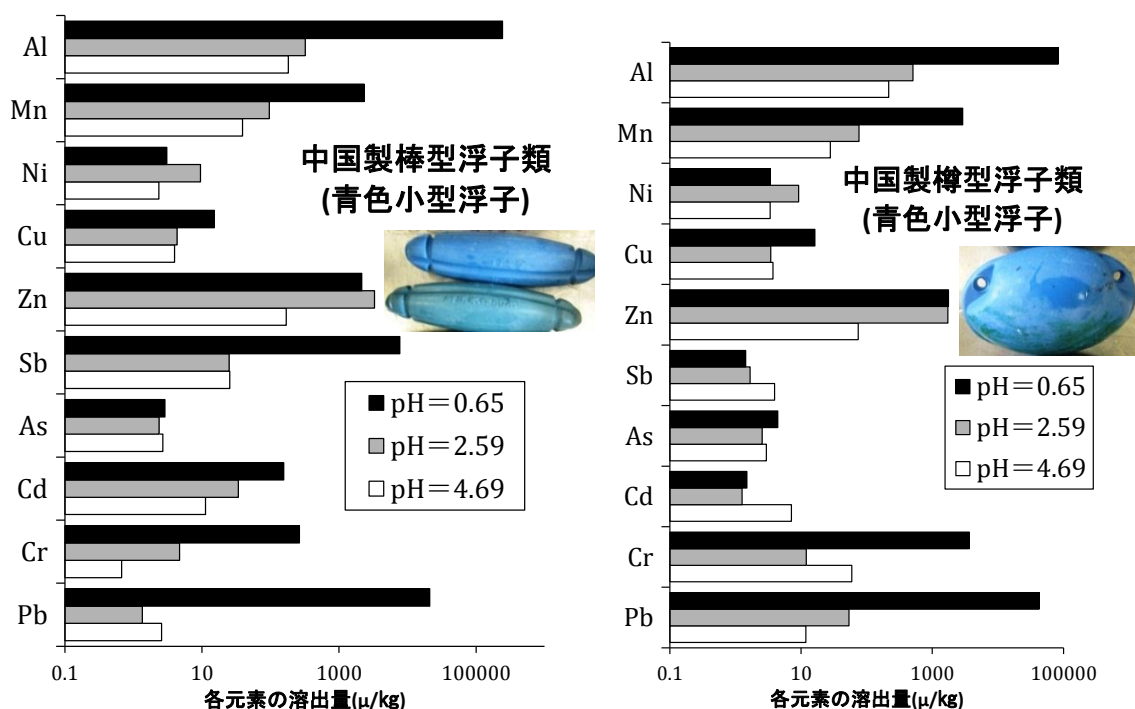 Al
Mn
Ni
Cu
Zn
Sb
As
Cd
Cr
Pb
中国製棒型浮子類
(青色小型浮子)
pH＝0.65
pH＝2.59
pH＝4.69
0.1 10 1000 100000
各元素の溶出量(μ/kg)
Al
Mn
Ni
Cu
Zn
Sb
As
Cd
Cr
Pb
中国製樽型浮子類
(青色小型浮子)
pH＝0.65
pH＝2.59
pH＝4.69
0.1 10 1000 100000
各元素の溶出量(μ/kg)